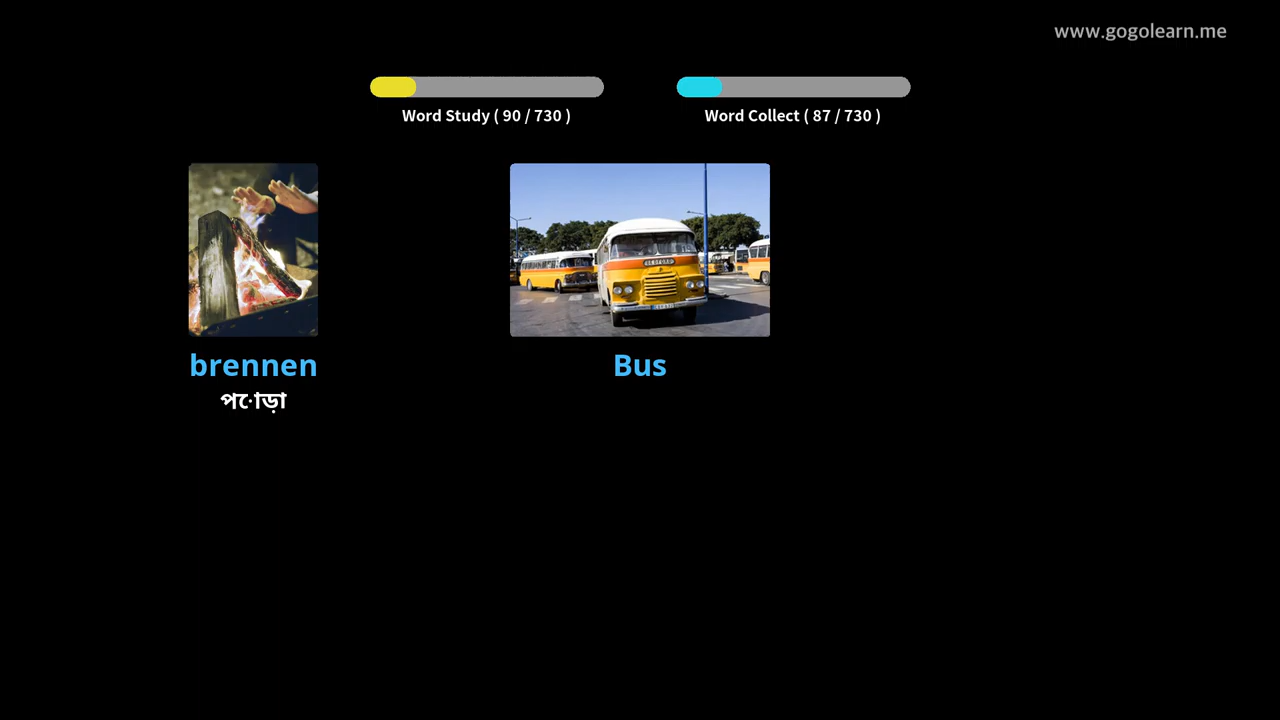 www.gogolearn.me
Word Study ( 90 / 730 )
Word Collect ( 87 / 730 )
brennen
Bus
পোড়া